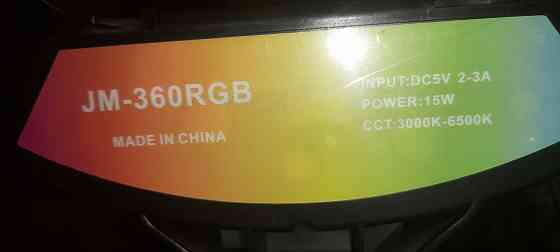 JM-360RGB
MADE IN CHINA
INPUT:DC5V 2-3A
POWER:15W
CCT:3000K-6500K